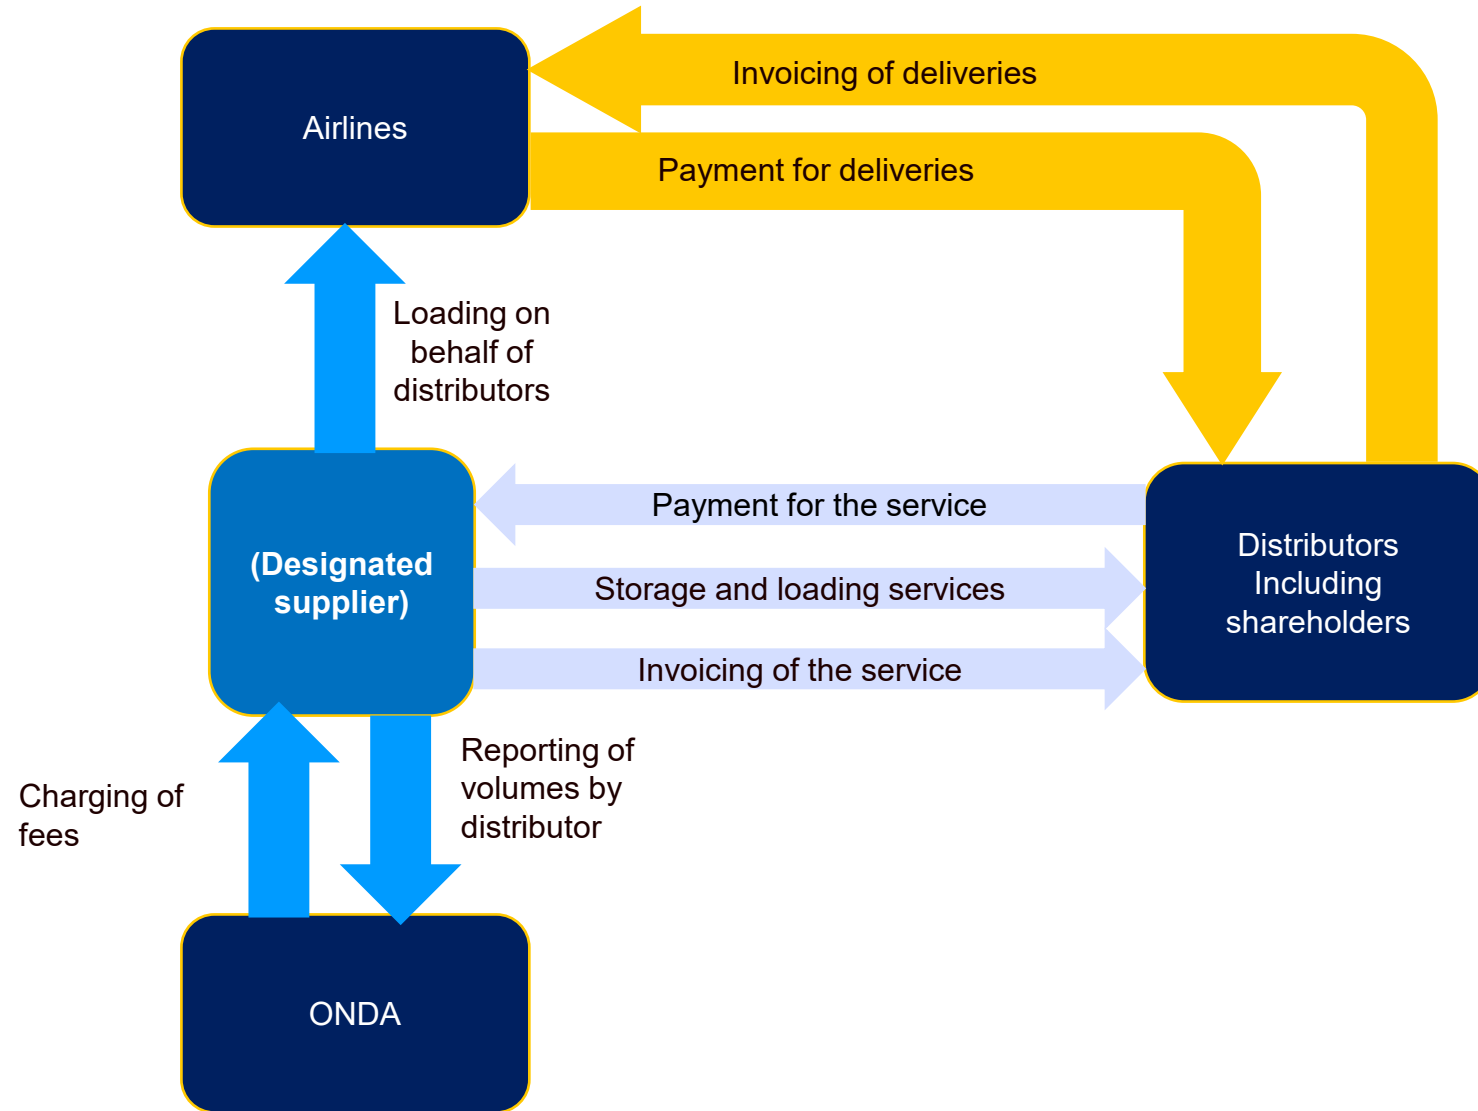 Invoicing of deliveries
Airlines
Payment for deliveries
Loading on
behalf of
distributors
Payment for the service
(Designated
supplier)
Storage and loading services
Distributors
Including
shareholders
Invoicing of the service
Charging of
fees
Reporting of
volumes by
distributor
ONDA